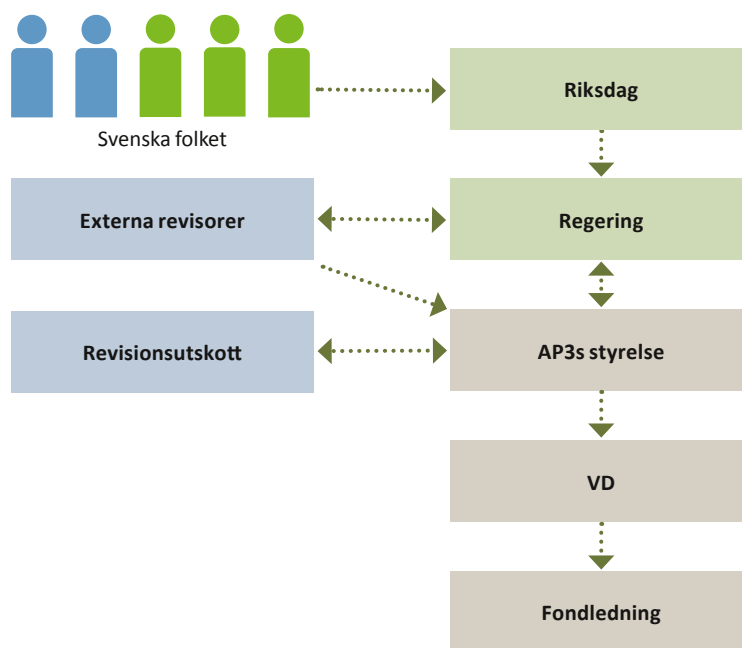 Svenska folket
Riksdag
Externa revisorer
Regering
Revisionsutskott
AP3s styrelse
VD
Fondledning